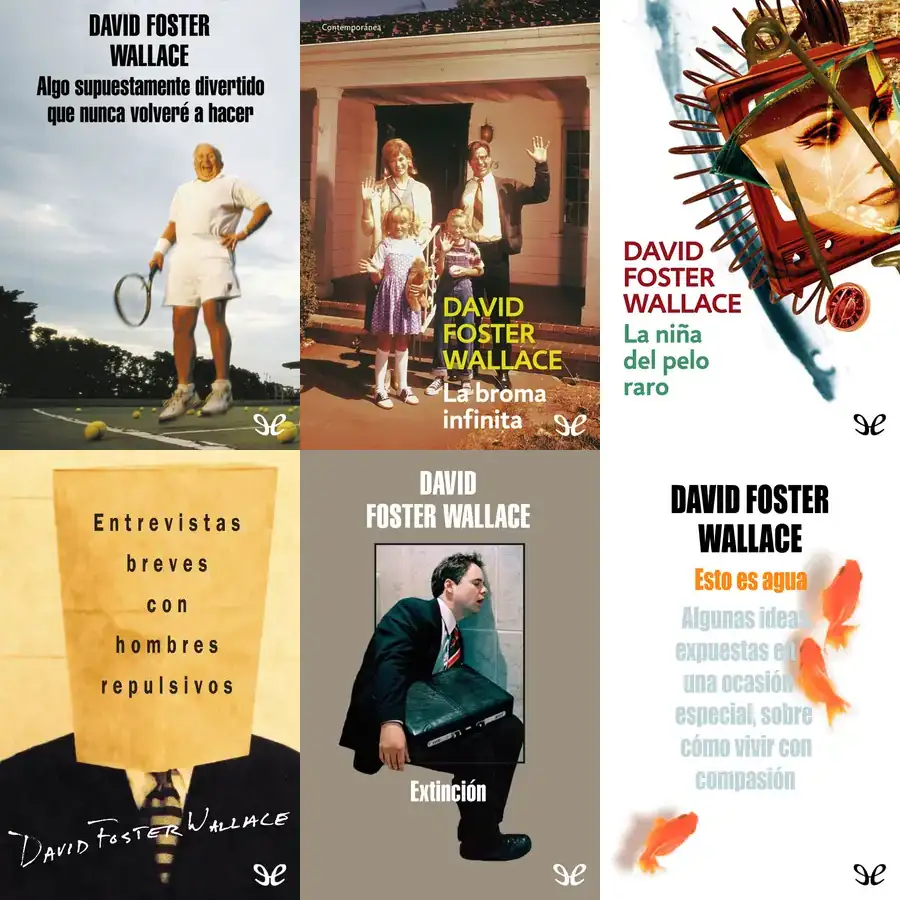 DAVID FOSTER
WALLACE
Algo supuestamente divertido
que nunca volveré a hacer
Contemporánea
DAVID
FOSTER
WALLACE
La broma
infinita
DAVID
FOSTER
WALLACE
La niña
del pelo
raro
Entrevistas
breves
con
hombres
repulsivos
DAVID FOSTER WALLACE
DAVID
FOSTER WALLACE
Extinción
DAVID FOSTER
WALLACE
Esto es agua
Algunas ideas
expuestas en
una ocasión
especial, sobre
cómo vivir con
compasión